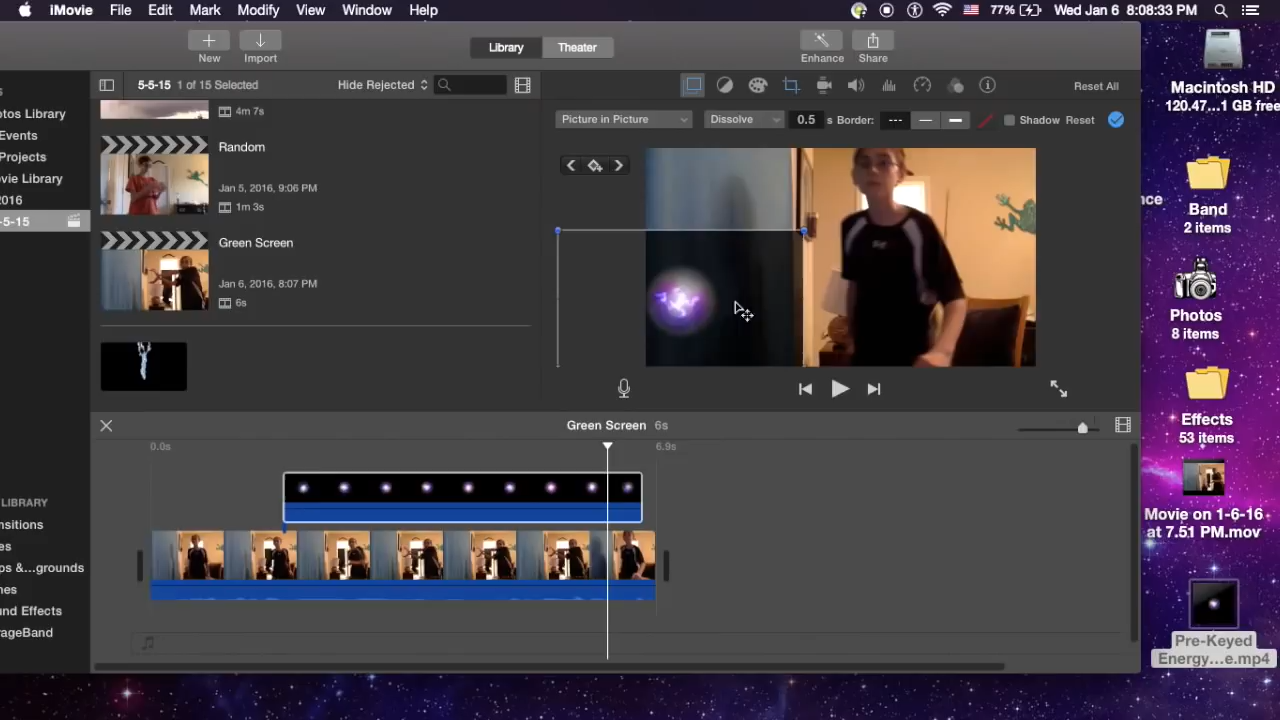 iMovie File Edit Mark Modify View Window Help 77% Wed Jan 6 8:08:33 PM
New Import Library Theater Enhance Share
5-5-15 1 of 15 Selected Hide Rejected Reset All
Picture in Picture Dissolve 0.5 s Border: Shadow Reset
otos Library
Events
Projects
ovie Library
2016
-5-15
4m 7s
Random
Jan 5, 2016, 9:06 PM
1m 3s
Green Screen
Jan 6, 2016, 8:07 PM
6s
Green Screen 6s
0.0s 6.9s
LIBRARY
nsitions
es
ps &...grounds
nes
und Effects
rageBand
Macintosh HD
120.47...1 GB free
nce
Band
2 items
Photos
8 items
Effects
53 items
Movie on 1-6-16
at 7.51 PM.mov
Pre-Keyed
Energy...e.mp4